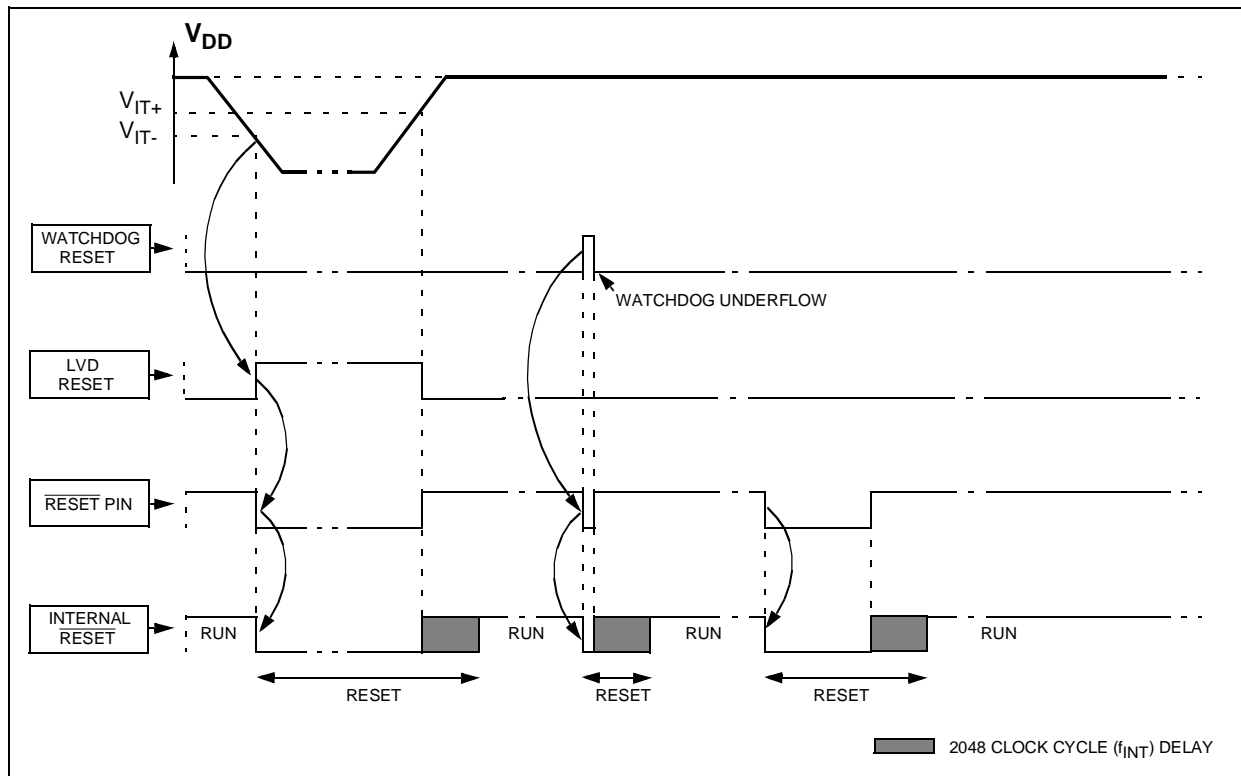 VDD
VIT+
VIT-
WATCHDOG
RESET
WATCHDOG UNDERFLOW
LVD
RESET
RESET PIN
INTERNAL
RESET
RUN
RUN
RUN
RUN
RESET
RESET
RESET
2048 CLOCK CYCLE (fINT) DELAY